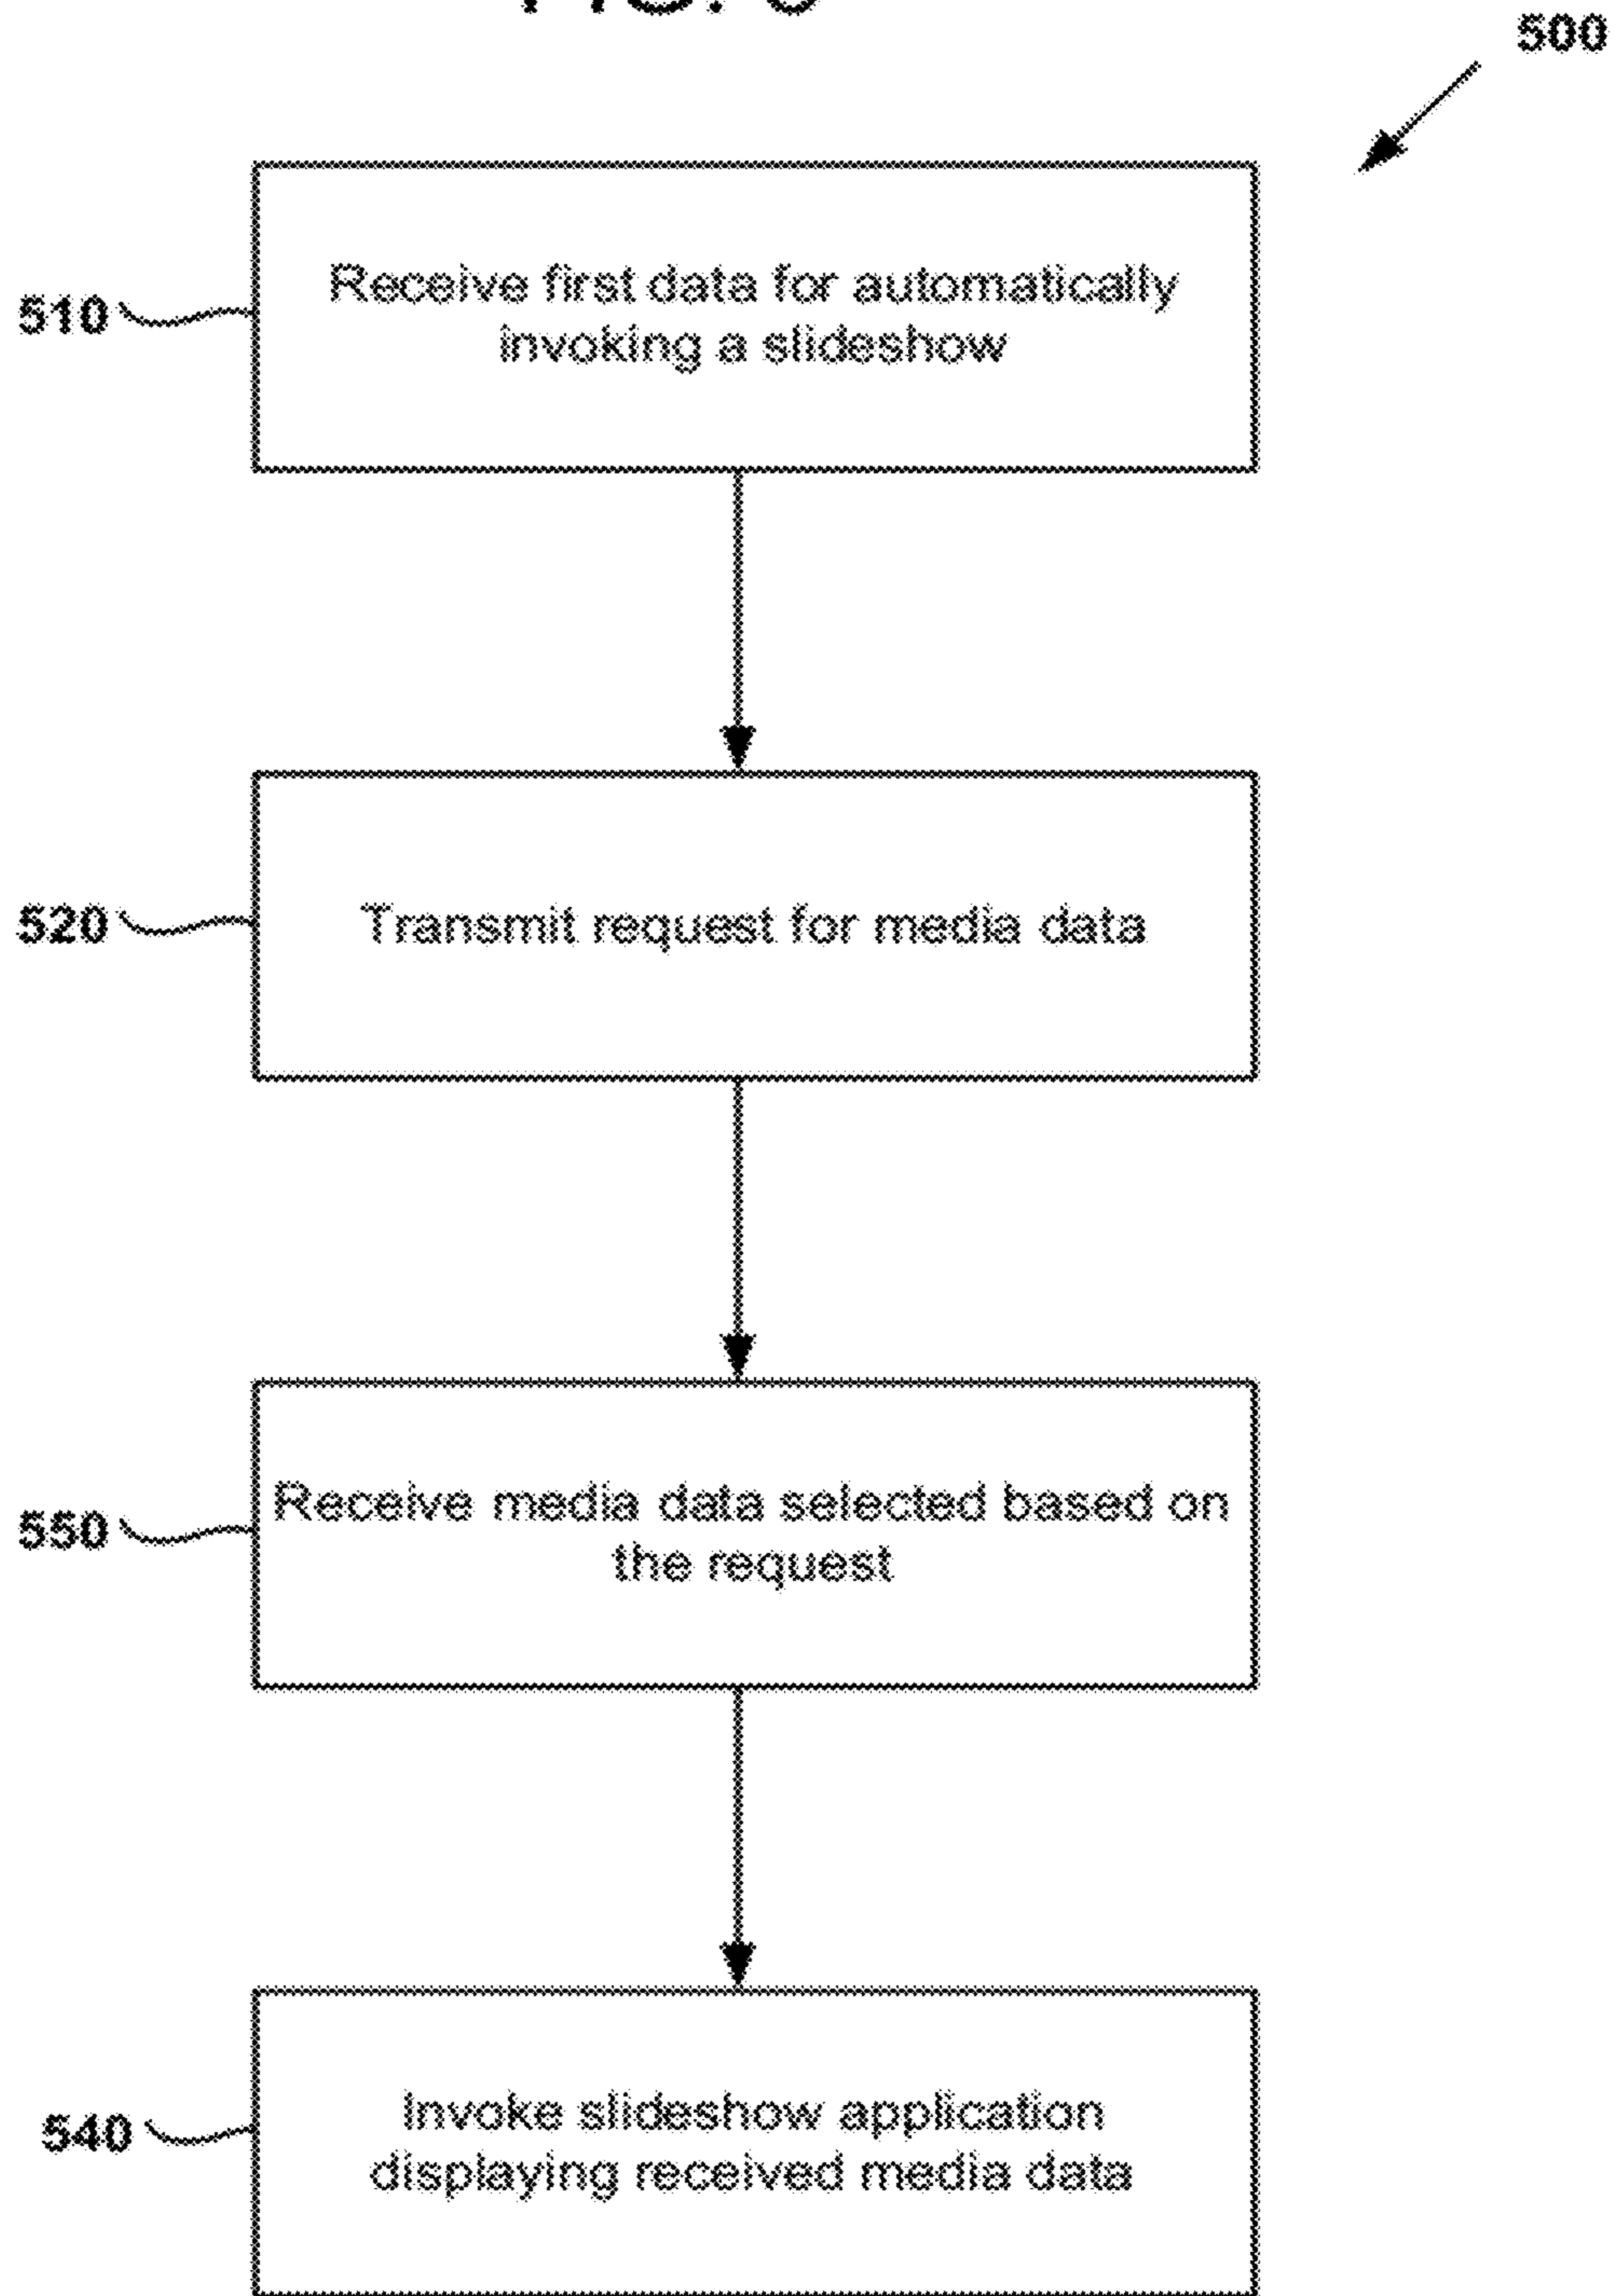 500
510
Receive first data for automatically
invoking a slideshow
520
Transmit request for media data
550
Receive media data selected based on
the request
540
Invoke slideshow application
displaying received media data